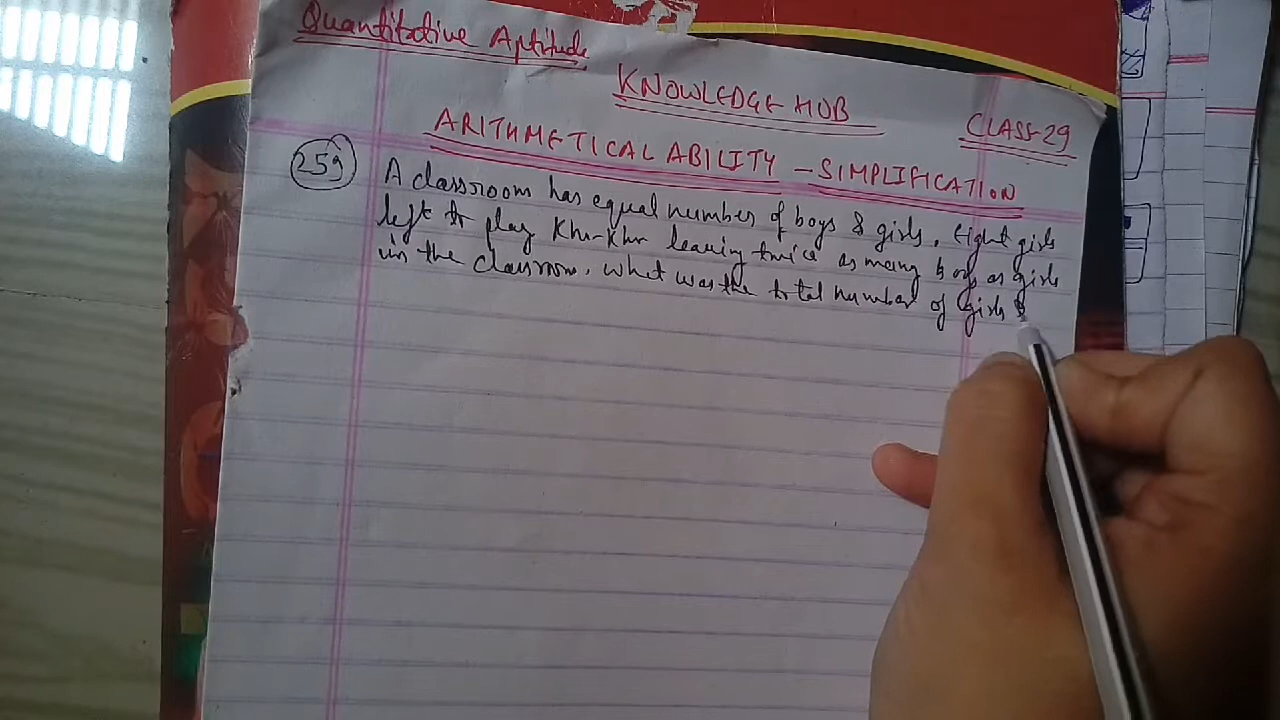 Quantitative Aptitude
KNOWLEDGE HUB
CLASS-29
ARITHMETICAL ABILITY - SIMPLIFICATION
259 A classroom has equal number of boys & girls. Eight girls
left to play Kho-Kho leaving twice as many boys as girls
in the classroom. What was the total number of girls &